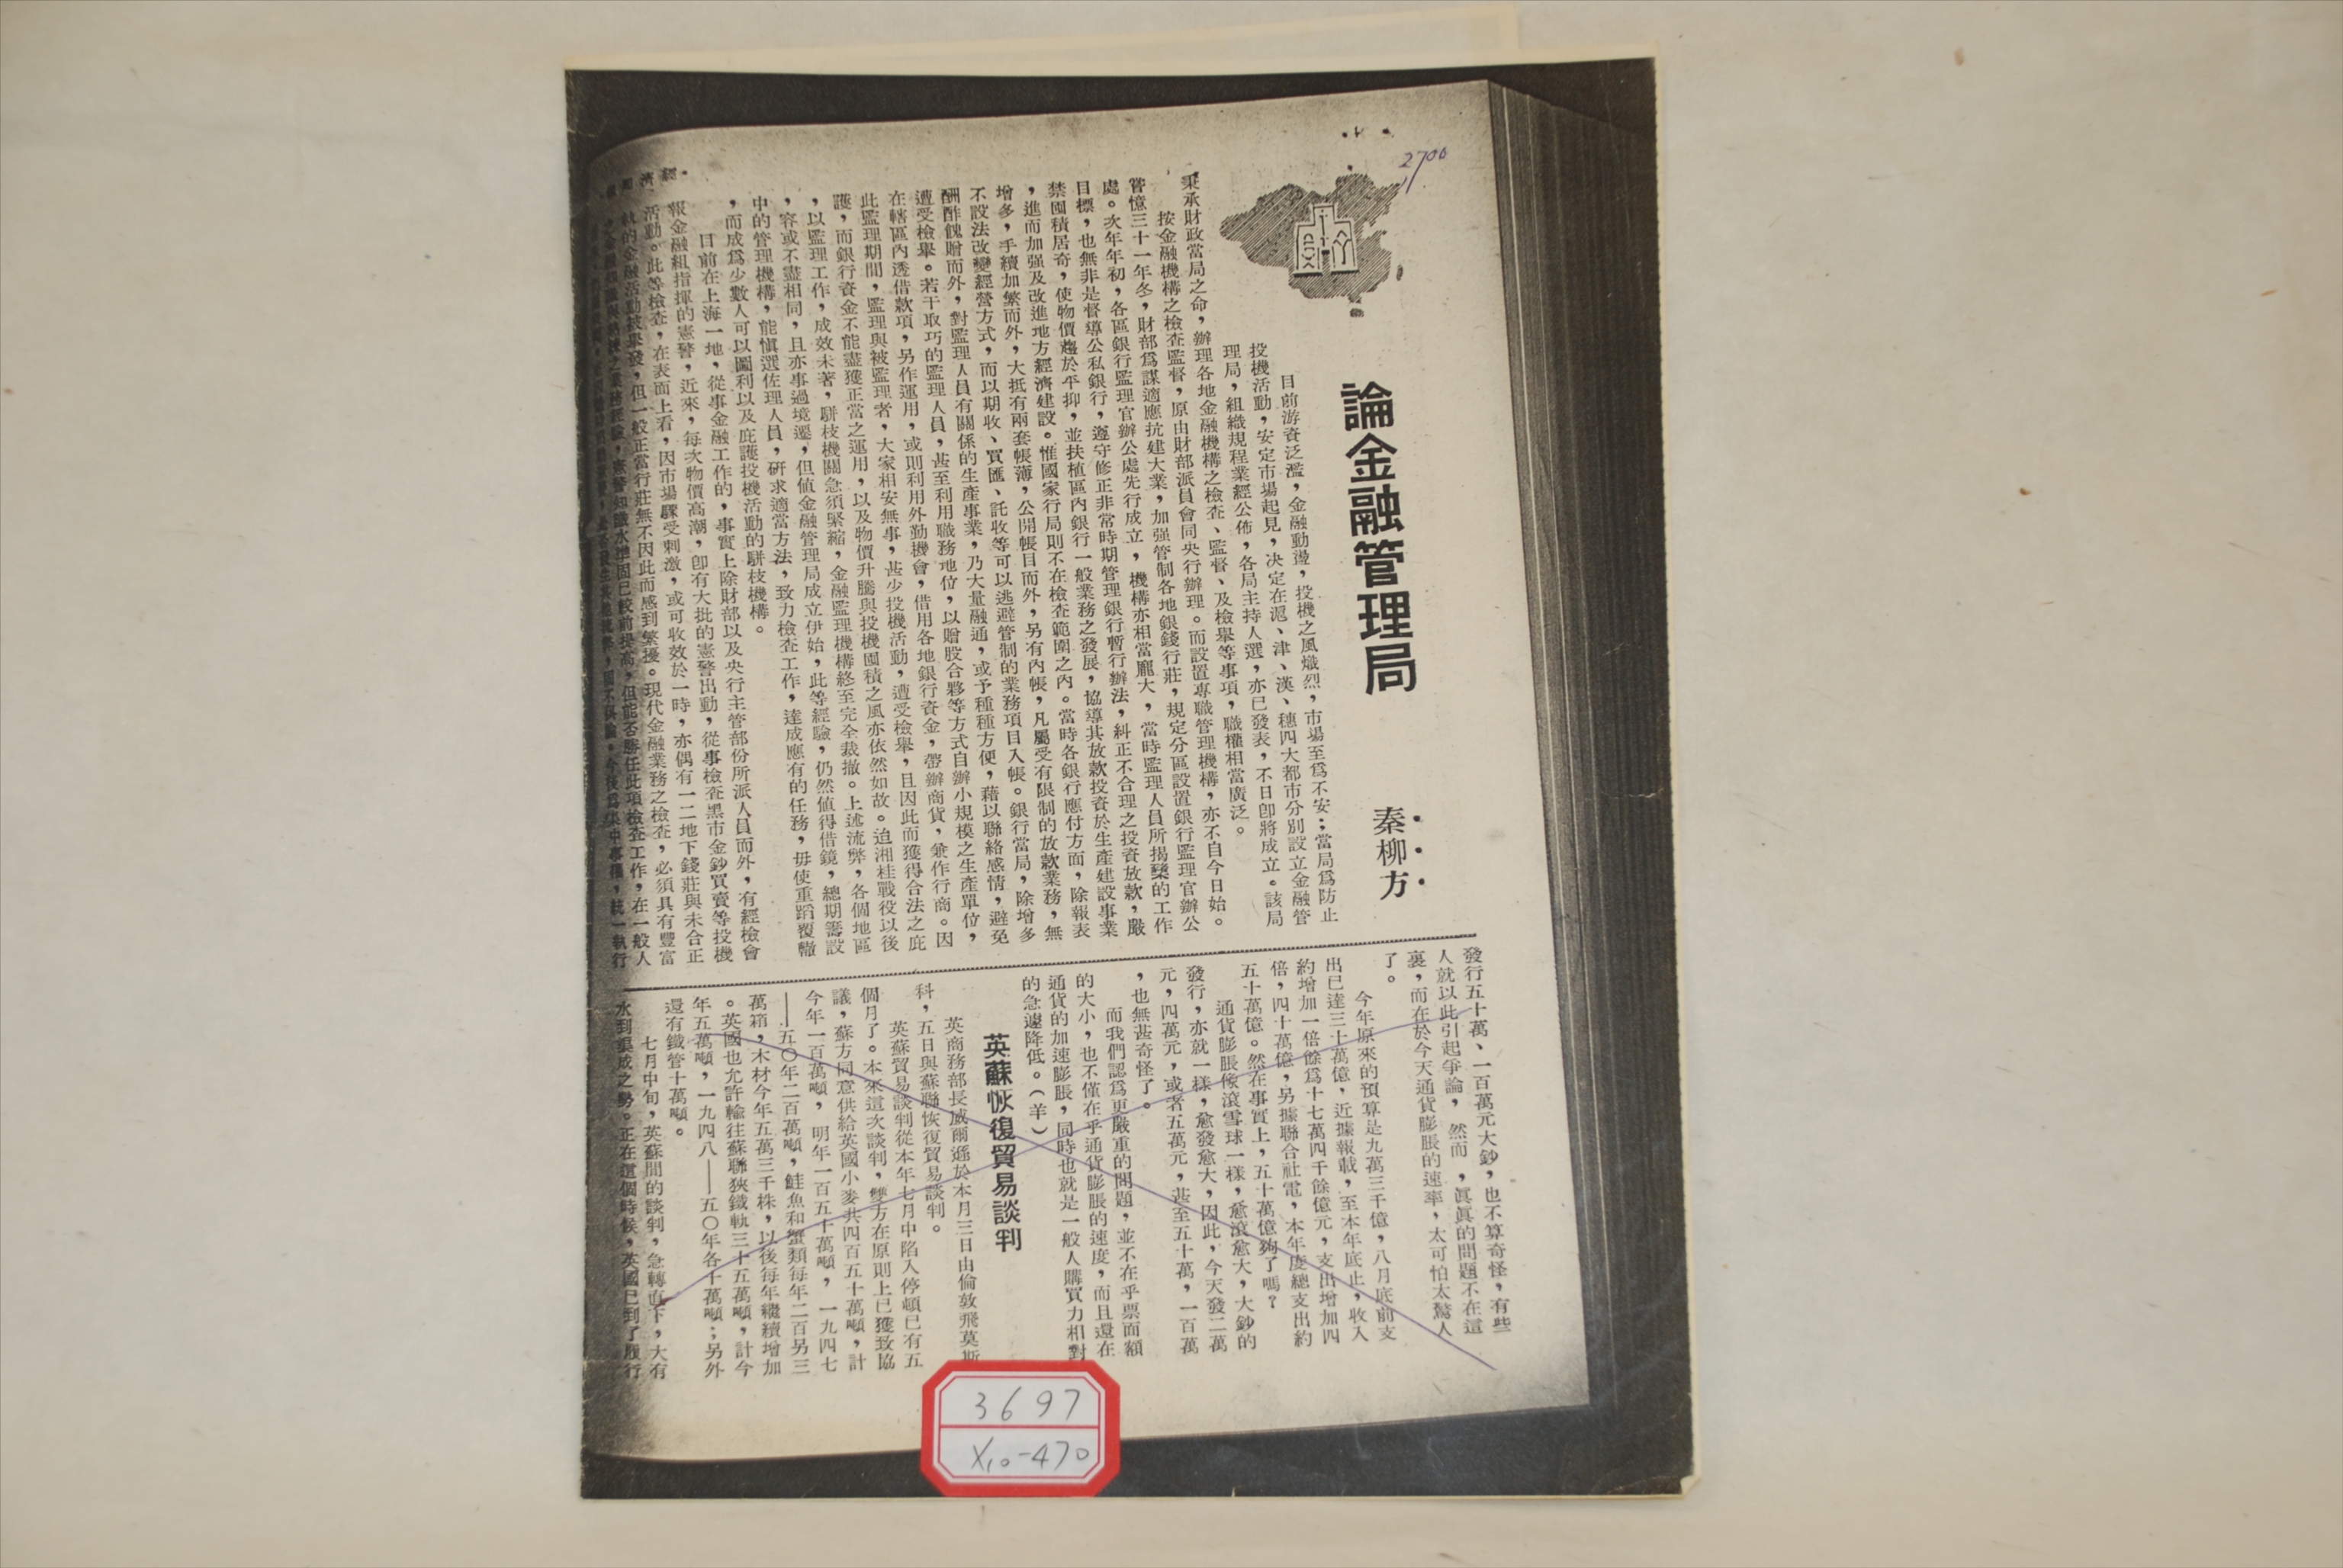 2700
論金融管理局
秦柳方
目前游資泛濫，金融動盪，投機之風熾烈，市場至爲不安；當局爲防止
投機活動，安定市場起見，决定在滬、津、漢、穗四大都市分別設立金融管
理局，組織規程業經公佈，各局主持人選，亦已發表，不日卽將成立。該局
秉承財政當局之命，辦理各地金融機構之檢查、監督、及檢舉等事項，職權相當廣泛。
按金融機構之檢查監督，原由財部派員會同央行辦理。而設置專職管理機構，亦不自今日始。
嘗憶三十一年冬，財部爲謀適應抗建大業，加强管制各地銀錢行莊，規定分區設置銀行監理官辦公
處。次年年初，各區銀行監理官辦公處先行成立，機構亦相當龐大，當時監理人員所揭櫫的工作
目標，也無非是督導公私銀行，遵守修正非常時期管理銀行暫行辦法，糾正不合理之投資放款，嚴
禁囤積居奇，使物價趨於平抑，並扶植區內銀行一般業務之發展，協導其放款投資於生產建設事業
，進而加强及改進地方經濟建設。惟國家行局則不在檢查範圍之內。當時各銀行應付方面，除報表
增多，手續加繁而外，大抵有兩套帳薄，公開帳目而外，另有內帳，凡屬受有限制的放款業務，無
不設法改變經營方式，而以期收、買匯、託收等可以逃避管制的業務項目入帳。銀行當局，除增多
酬酢餽贈而外，對監理人員有關係的生產事業，乃大量融通，或予種種方便，藉以聯絡感情，避免
遭受檢舉。若干取巧的監理人員，甚至利用職務地位，以贈股合夥等方式自辦小規模之生產單位，
在轄區內透借款項，另作運用，或則利用外勤機會，借用各地銀行資金，帶辦商貨，兼作行商。因
此監理期間，監理與被監理者，大家相安無事，甚少投機活動，遭受檢舉，且因此而獲得合法之庇
護，而銀行資金不能盡獲正當之運用，以及物價升騰與投機囤積之風亦依然如故。迨湘桂戰役以後
，以監理工作，成效未著，駢枝機關急須緊縮，金融監理機構終至完全裁撤。上述流弊，各個地區
，容或不盡相同，且亦事過境遷，但値金融管理局成立伊始，此等經驗，仍然値得借鏡，總期籌設
中的管理機構，能愼選佐理人員，硏求適當方法，致力檢查工作，達成應有的任務，毋使重蹈覆轍
，而成爲少數人可以圖利以及庇護投機活動的駢枝機構。
目前在上海一地，從事金融工作的，事實上除財部以及央行主管部份所派人員而外，有經檢會
報金融組指揮的憲警，近來，每次物價高潮，卽有大批的憲警出動，從事檢查黑市金鈔買賣等投機
活動。此等檢查，在表面上看，因市場驟受刺激，或可收效於一時，亦偶有一二地下錢莊與未合正
執的金融活動被舉發，但一般正當行莊無不因此而感到繁擾。現代金融業務之檢查，必須具有豐富
憲警知識水準固已較前提高，但能否勝任此項檢查工作，在一般人
今後爲集中事權，統一執行
發行五十萬、一百萬元大鈔，也不算奇怪，有些
人就以此引起爭論，然而，眞眞的問題不在這
裏，而在於今天通貨膨脹的速率，太可怕太驚人
了。
今年原來的預算是九萬三千億，八月底前支
出已達三十萬億，近據報載，至本年底止，收入
約增加一倍餘爲十七萬四千餘億元，支出增加四
倍，四十萬億，另據聯合社電，本年度總支出約
五十萬億。然在事實上，五十萬億夠了嗎？
通貨膨脹像滾雪球一樣，愈滾愈大，大鈔的
發行，亦就一樣，愈發愈大，因此，今天發二萬
元，四萬元，或者五萬元，甚至五十萬，一百萬
，也無甚奇怪了。
而我們認爲更嚴重的問題，並不在乎票面額
的大小，也不僅在乎通貨膨脹的速度，而且還在
通貨的加速膨脹，同時也就是一般人購買力相對
的急遽降低。（羊）
英蘇恢復貿易談判
英商務部長威爾遜於本月三日由倫敦飛莫斯
科，五日與蘇聯恢復貿易談判。
英蘇貿易談判從本年七月中陷入停頓已有五
個月了。本來這次談判，雙方在原則上已獲致協
議，蘇方同意供給英國小麥共四百五十萬噸，計
今年一百萬噸，明年一百五十萬噸，一九四七
——五〇年二百萬噸，鮭魚和蟹類每年二百另三
萬箱，木材今年五萬三千株，以後每年繼續增加
。英國也允許輸往蘇聯狹鐵軌三十五萬噸，計今
年五萬噸，一九四八——五〇年各十萬噸；另外
還有鐵管十萬噸。
七月中旬，英蘇間的談判，急轉直下，大有
水到渠成之勢。正在這個時候，英國已到了履行
3697
X10-470